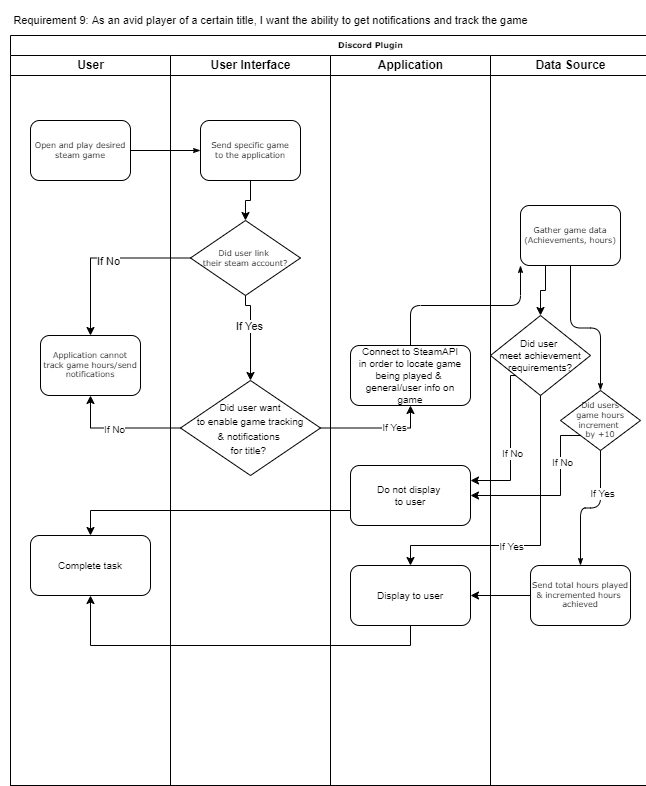 Requirement 9: As an avid player of a certain title, I want the ability to get notifications and track the game
Discord Plugin
User
User Interface
Application
Data Source
Open and play desired
steam game
Send specific game
to the application
Gather game data
(Achievements, hours)
Did user link
their steam account?
If No
If Yes
Application cannot
track game hours/send
notifications
Connect to SteamAPI
in order to locate game
being played &
general/user info on
game
Did user
meet achievement
requirements?
Did user want
to enable game tracking
& notifications
for title?
If No
If Yes
Did users
game hours
increment
by +10
If No
If No
If Yes
Do not display
to user
If Yes
Complete task
Display to user
Send total hours played
& incremented hours
achieved